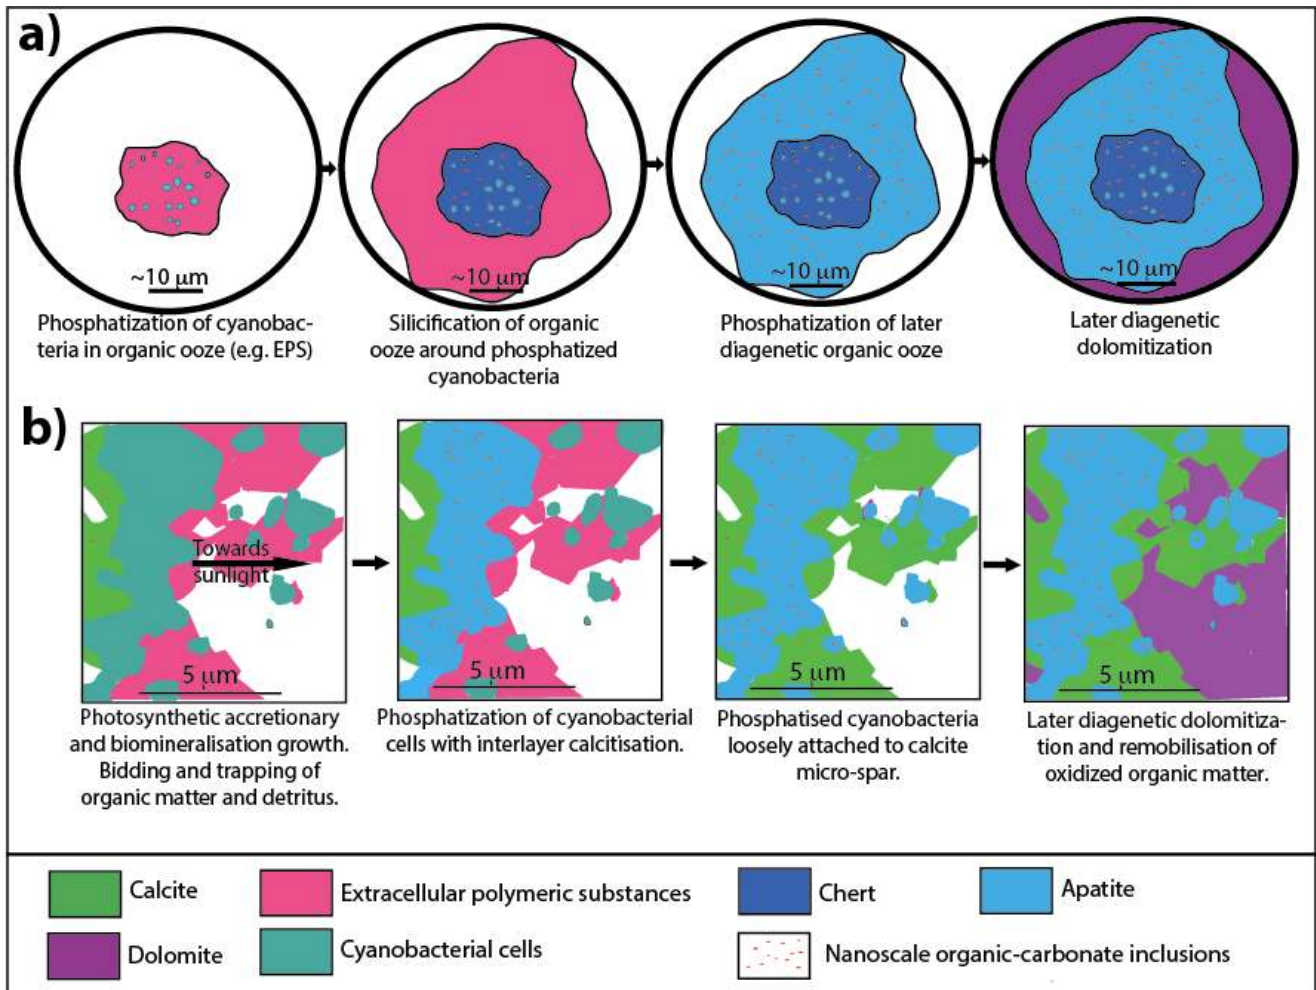 a)
~10 μm
~10 μm
~10 μm
~10 μm
Phosphatization of cyanobac-
teria in organic ooze (e.g. EPS)
Silicification of organic
ooze around phosphatized
cyanobacteria
Phosphatization of later
diagenetic organic ooze
Later diagenetic
dolomitization
b)
Towards
sunlight
5 μm
5 μm
5 μm
5 μm
Photosynthetic accretionary
and biomineralisation growth.
Bidding and trapping of
organic matter and detritus.
Phosphatization of cyanobacterial
cells with interlayer calcitisation.
Phosphatised cyanobacteria
loosely attached to calcite
micro-spar.
Later diagenetic dolomitiza-
tion and remobilisation of
oxidized organic matter.
Calcite
Extracellular polymeric substances
Chert
Apatite
Dolomite
Cyanobacterial cells
Nanoscale organic-carbonate inclusions